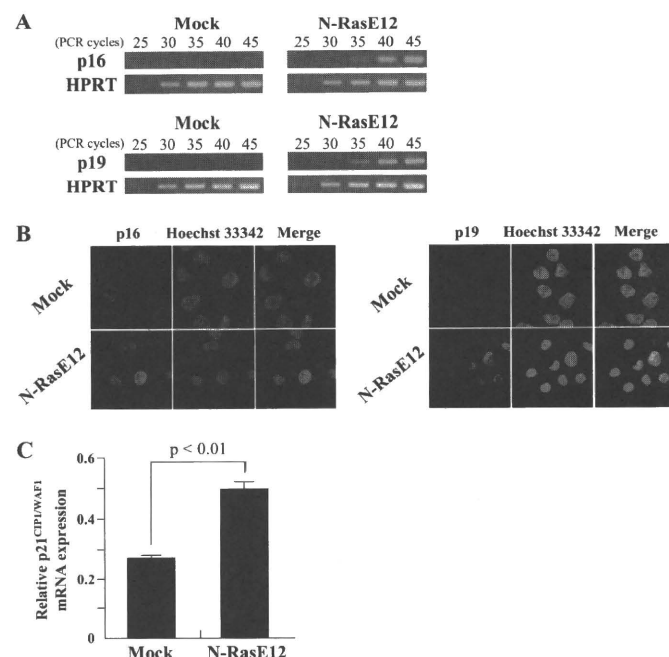 A
Mock N-RasE12
(PCR cycles) 25 30 35 40 45 25 30 35 40 45
p16
HPRT
Mock N-RasE12
(PCR cycles) 25 30 35 40 45 25 30 35 40 45
p19
HPRT
B
p16 Hoechst 33342 Merge p19 Hoechst 33342 Merge
Mock Mock
N-RasE12 N-RasE12
C
p < 0.01
Relative p21CIP1/WAF1
mRNA expression
0.6
0.4
0.2
0
Mock N-RasE12